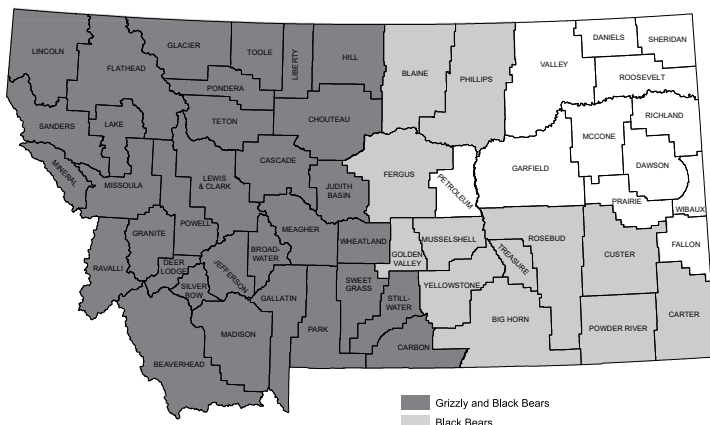 LINCOLN
FLATHEAD
GLACIER
TOOLE
LIBERTY
HILL
BLAINE
PHILLIPS
VALLEY
DANIELS
SHERIDAN
ROOSEVELT
PONDERA
TETON
CHOUTEAU
SANDERS
LAKE
RICHLAND
MCCONE
DAWSON
GARFIELD
MINERAL
MISSOULA
LEWIS
& CLARK
CASCADE
JUDITH
BASIN
FERGUS
PETROLEUM
PRAIRIE
WIBAUX
GRANITE
POWELL
MEAGHER
WHEATLAND
GOLDEN
VALLEY
MUSSELSHELL
TREASURE
ROSEBUD
CUSTER
FALLON
RAVALLI
DEER
LODGE
SILVER
BOW
JEFFERSON
BROAD-
WATER
GALLATIN
PARK
SWEET
GRASS
STILL-
WATER
YELLOWSTONE
BIG HORN
POWDER RIVER
CARTER
MADISON
BEAVERHEAD
CARBON
Grizzly and Black Bears
Black Bears